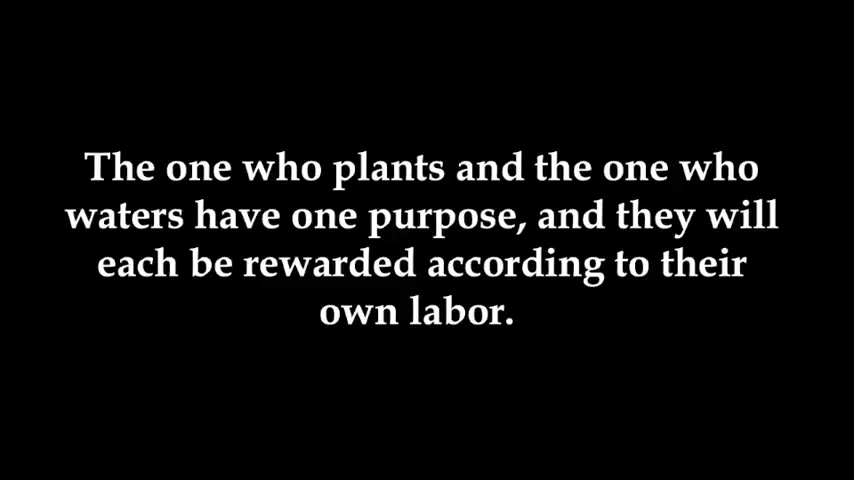 The one who plants and the one who
waters have one purpose, and they will
each be rewarded according to their
own labor.